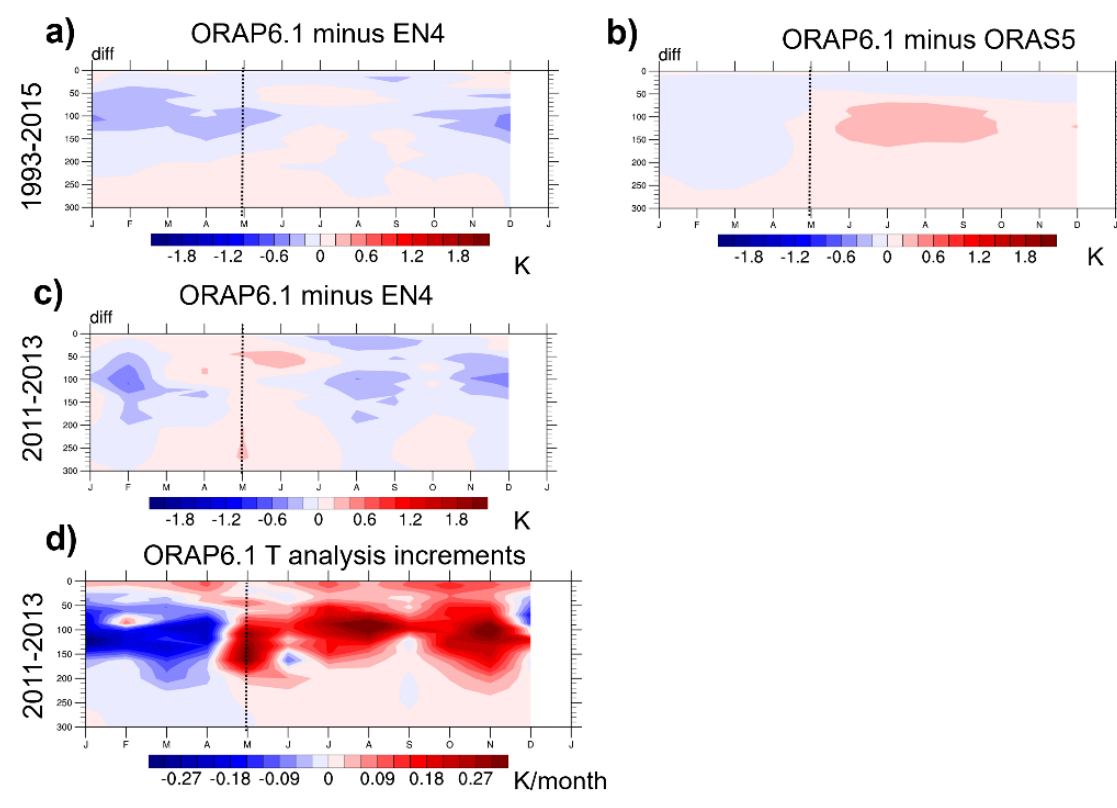 a) ORAP6.1 minus EN4
diff
1993-2015
0
50
100
150
200
250
300
J F M A M J J A S O N D J
-1.8 -1.2 -0.6 0 0.6 1.2 1.8
K
b) ORAP6.1 minus ORAS5
diff
0
50
100
150
200
250
300
J F M A M J J A S O N D J
-1.8 -1.2 -0.6 0 0.6 1.2 1.8
K
c) ORAP6.1 minus EN4
diff
2011-2013
0
50
100
150
200
250
300
J F M A M J J A S O N D J
-1.8 -1.2 -0.6 0 0.6 1.2 1.8
K
d) ORAP6.1 T analysis increments
2011-2013
0
50
100
150
200
250
300
J F M A M J J A S O N D J
-0.27 -0.18 -0.09 0 0.09 0.18 0.27
K/month